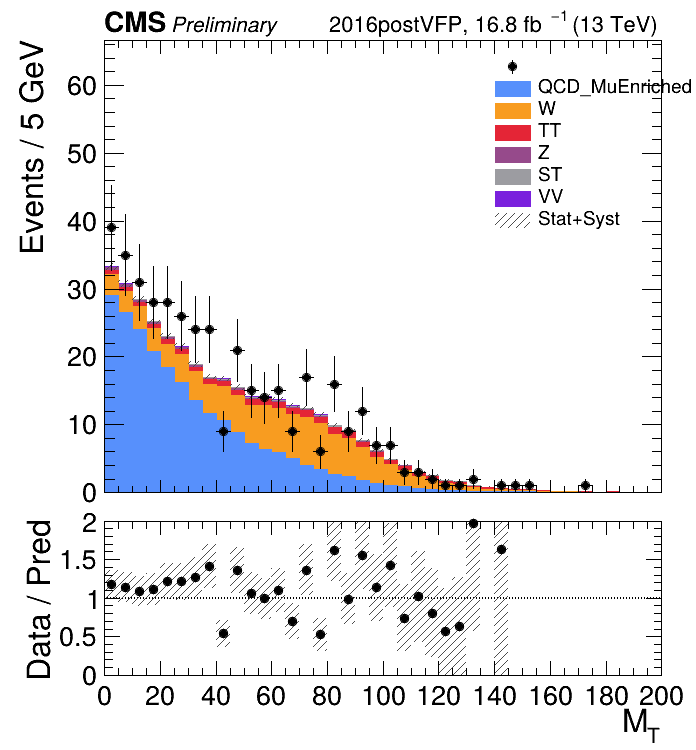 CMS Preliminary 2016postVFP, 16.8 fb⁻¹ (13 TeV)
Events / 5 GeV
60
50
40
30
20
10
0
QCD_MuEnriched
W
TT
Z
ST
VV
Stat+Syst
Data / Pred
2
1.5
1
0.5
0
0 20 40 60 80 100 120 140 160 180 200
M_T